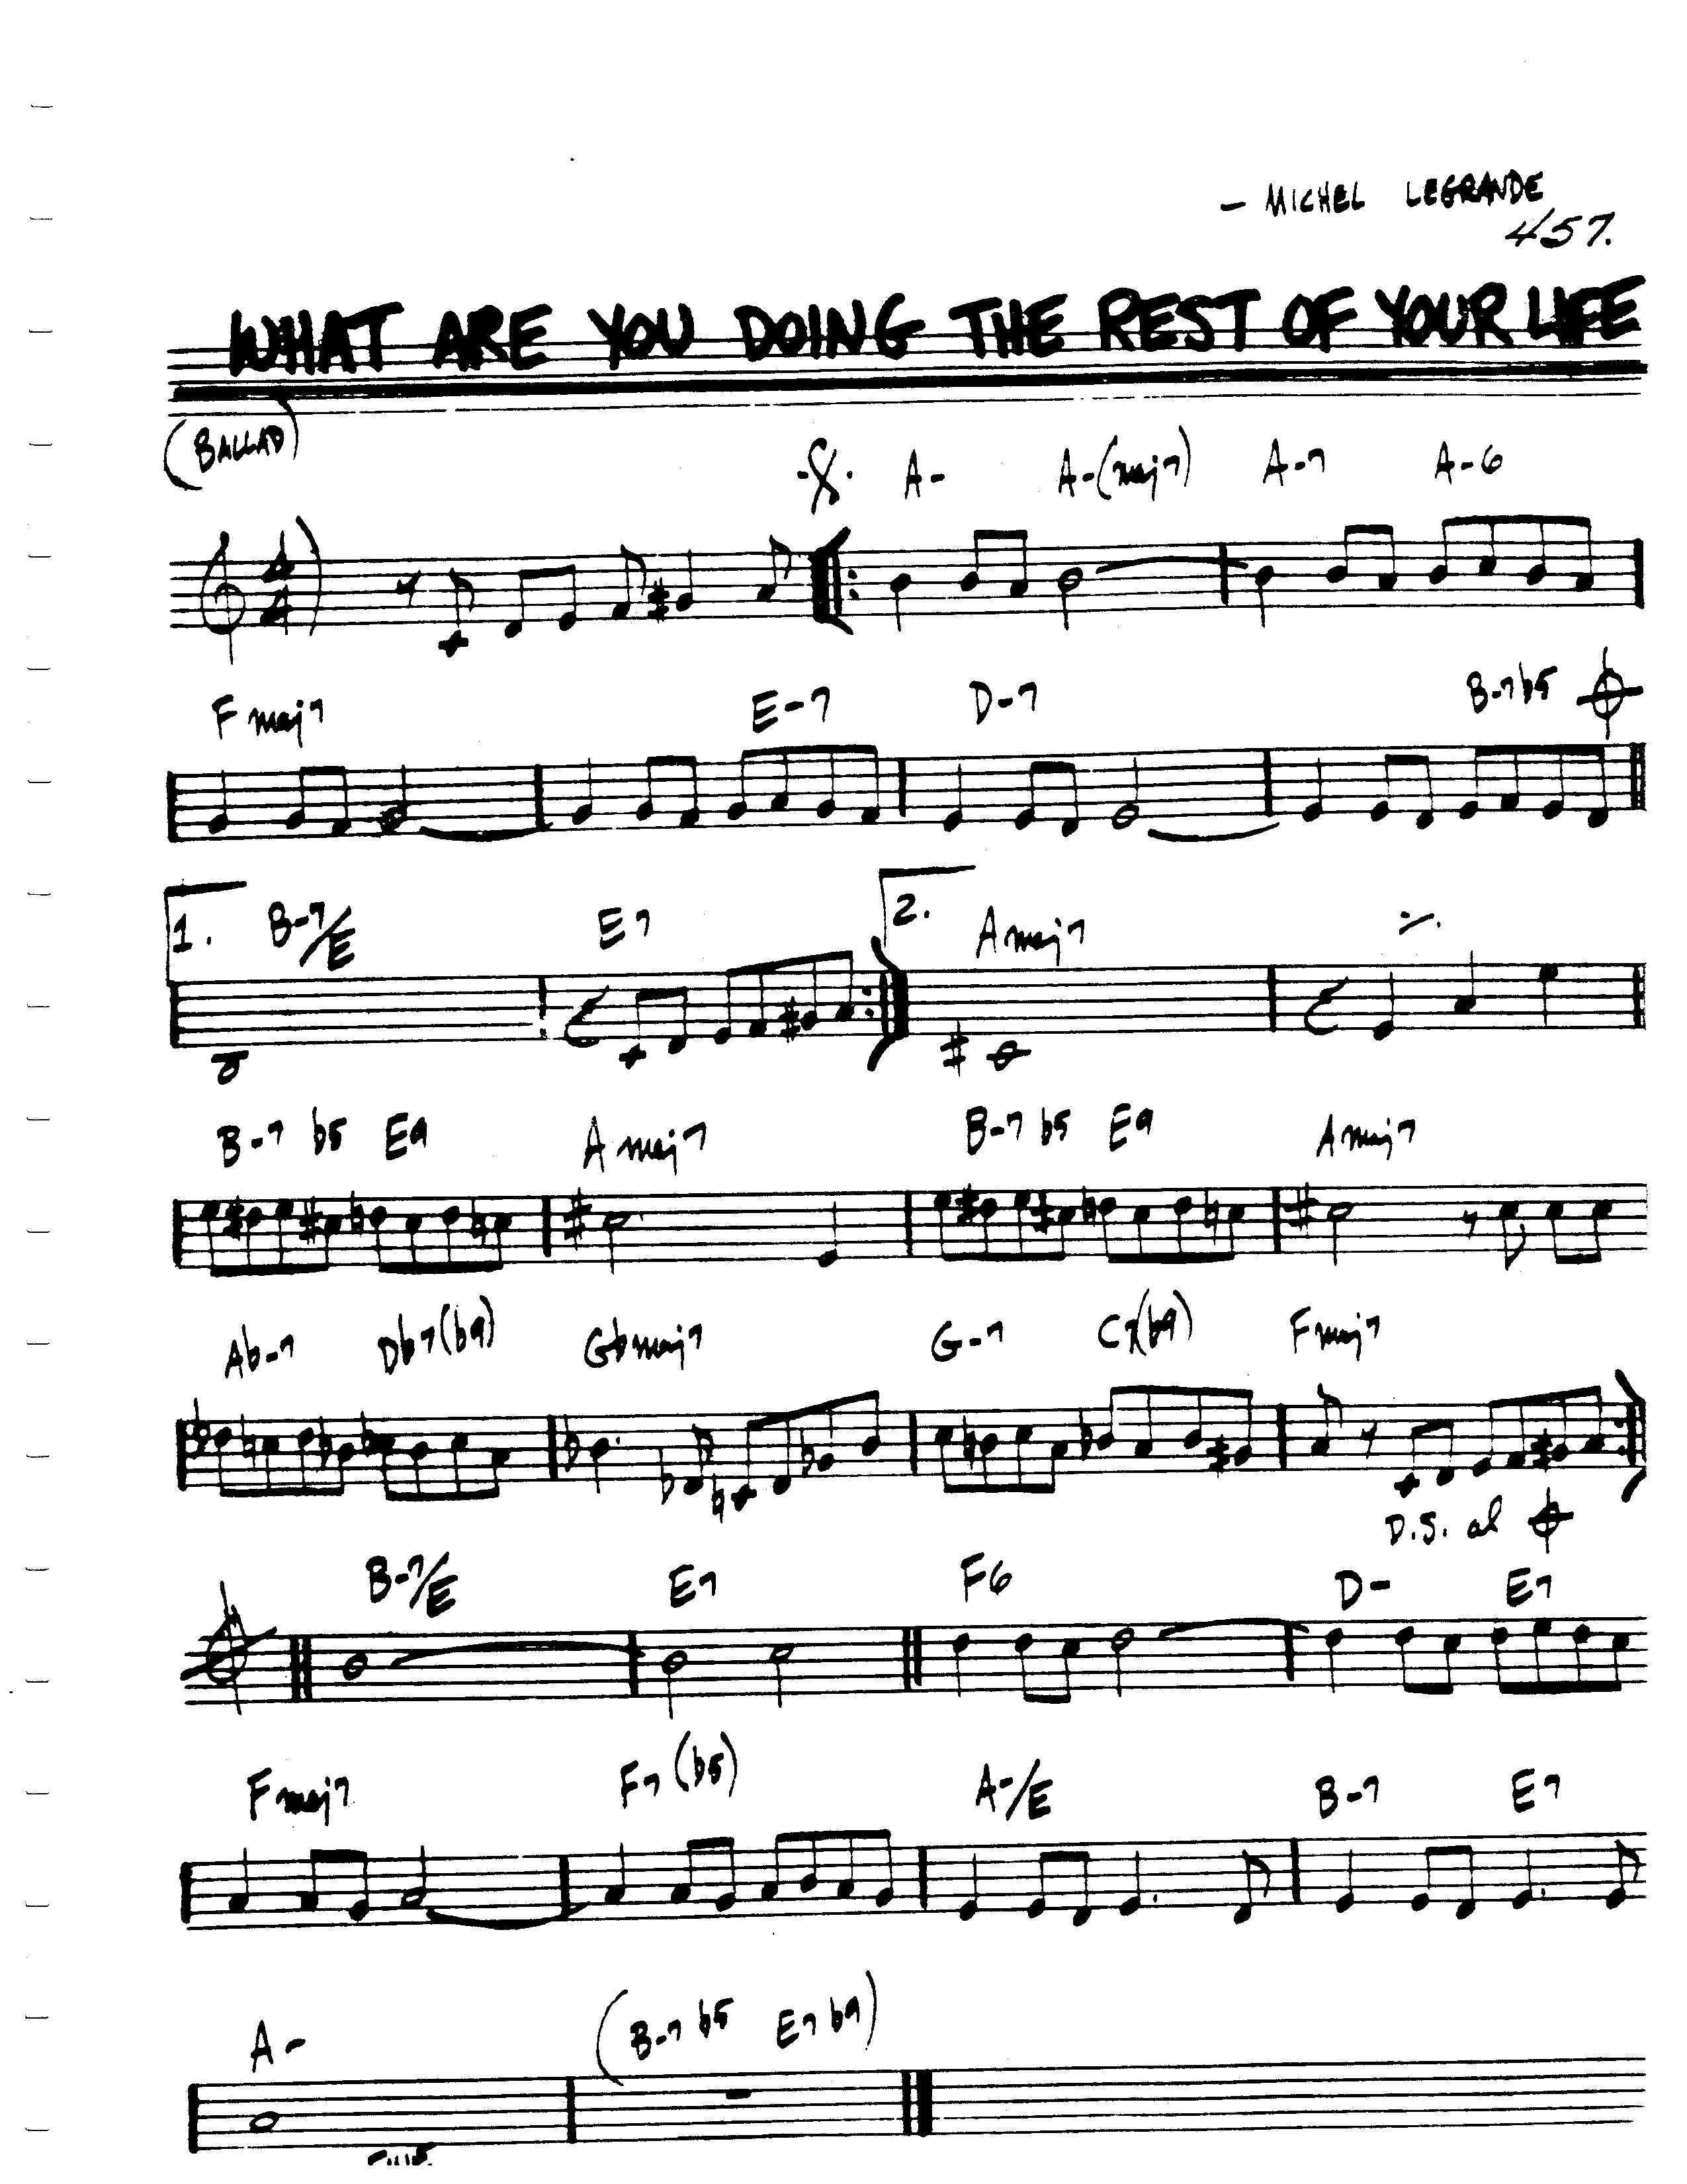 - MICHEL LEGRANDE
457.
WHAT ARE YOU DOING THE REST OF YOUR LIFE
(BALLAD)
A- A-(maj7) A-7 A-6
4
4
Fmaj7 E-7 D-7 B-7b5
1. B-7/E E7 2. Amaj7
B-7 b5 E9 Amaj7 B-7 b5 E9 Amaj7
Ab-7 Db7(b9) Gbmaj7 G-7 C7(b9) Fmaj7
D.S. al
B-7/E E7 F6 D- E7
Fmaj7 F7(b5) A-/E B-7 E7
A- (B-7 b5 E7 b9)